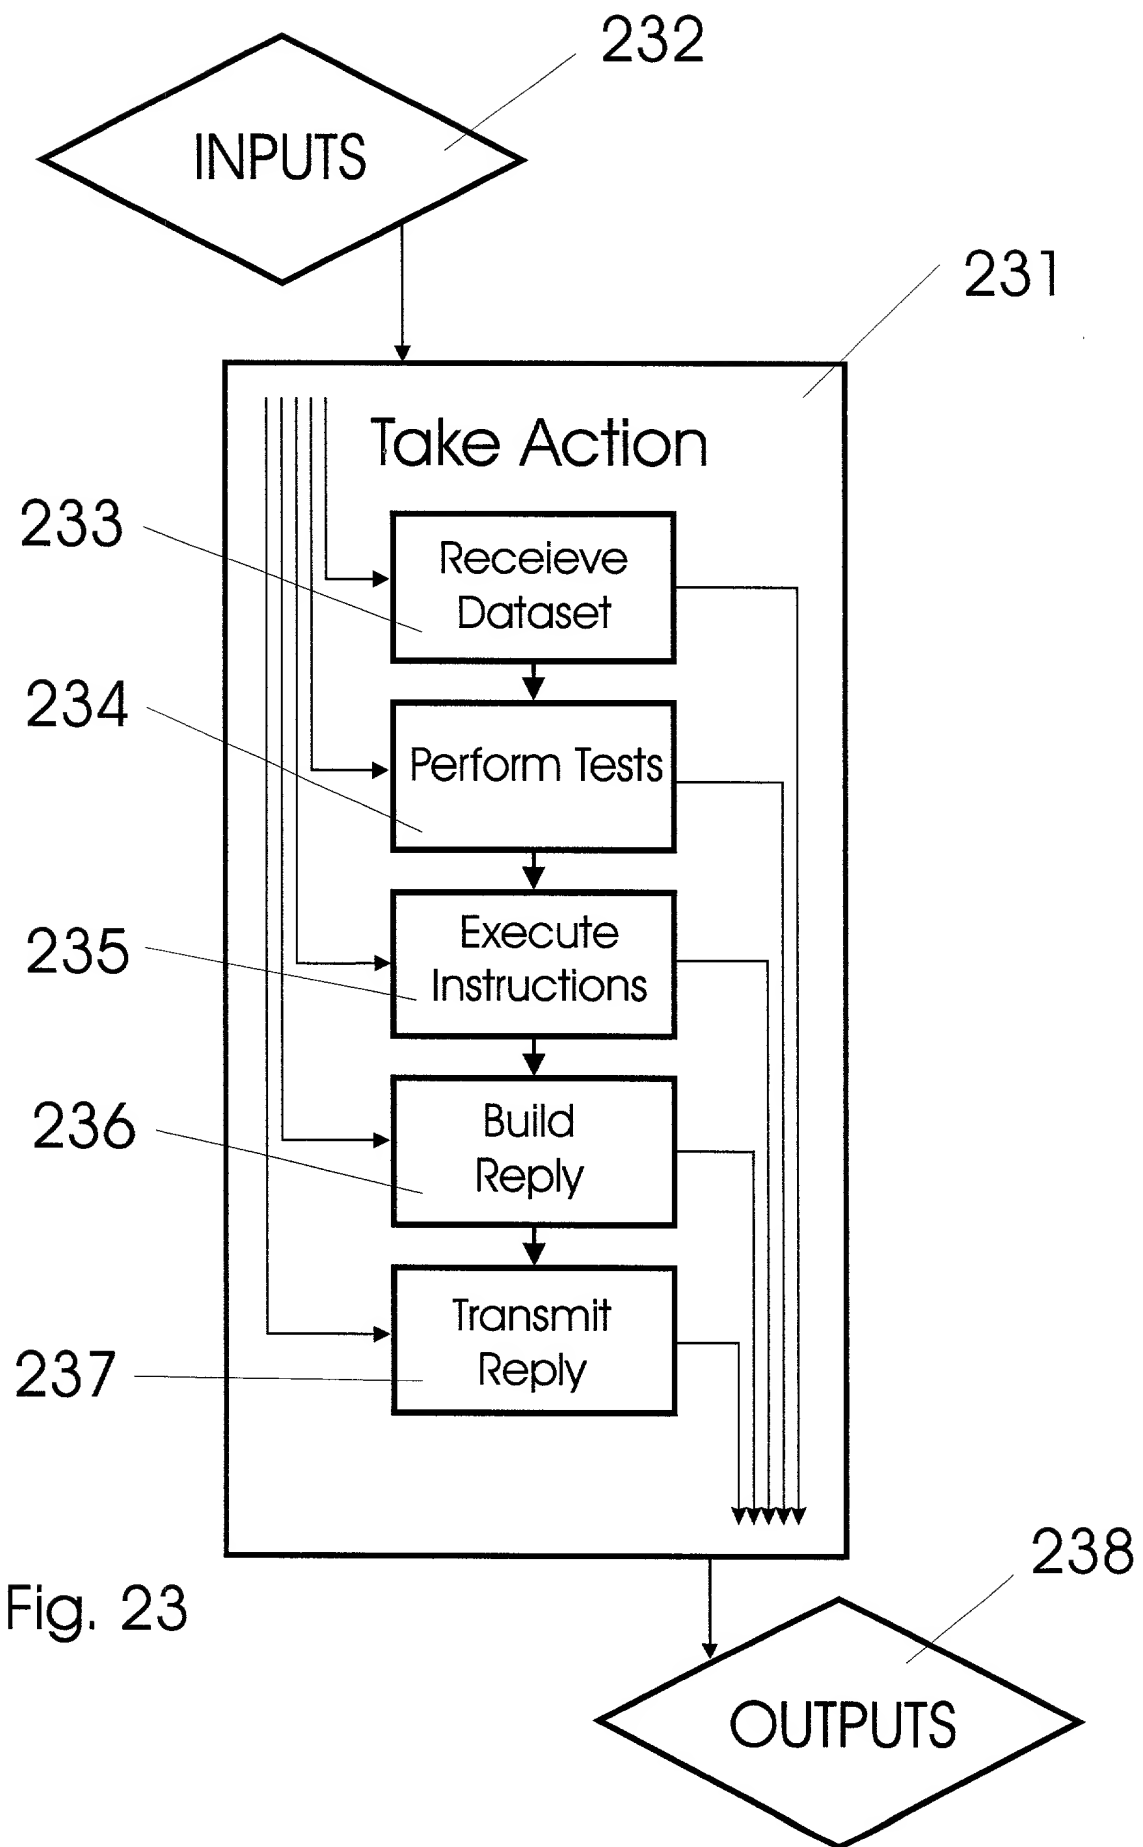 232
INPUTS
231
Take Action
233
Receieve
Dataset
234
Perform Tests
235
Execute
Instructions
236
Build
Reply
237
Transmit
Reply
238
Fig. 23
OUTPUTS